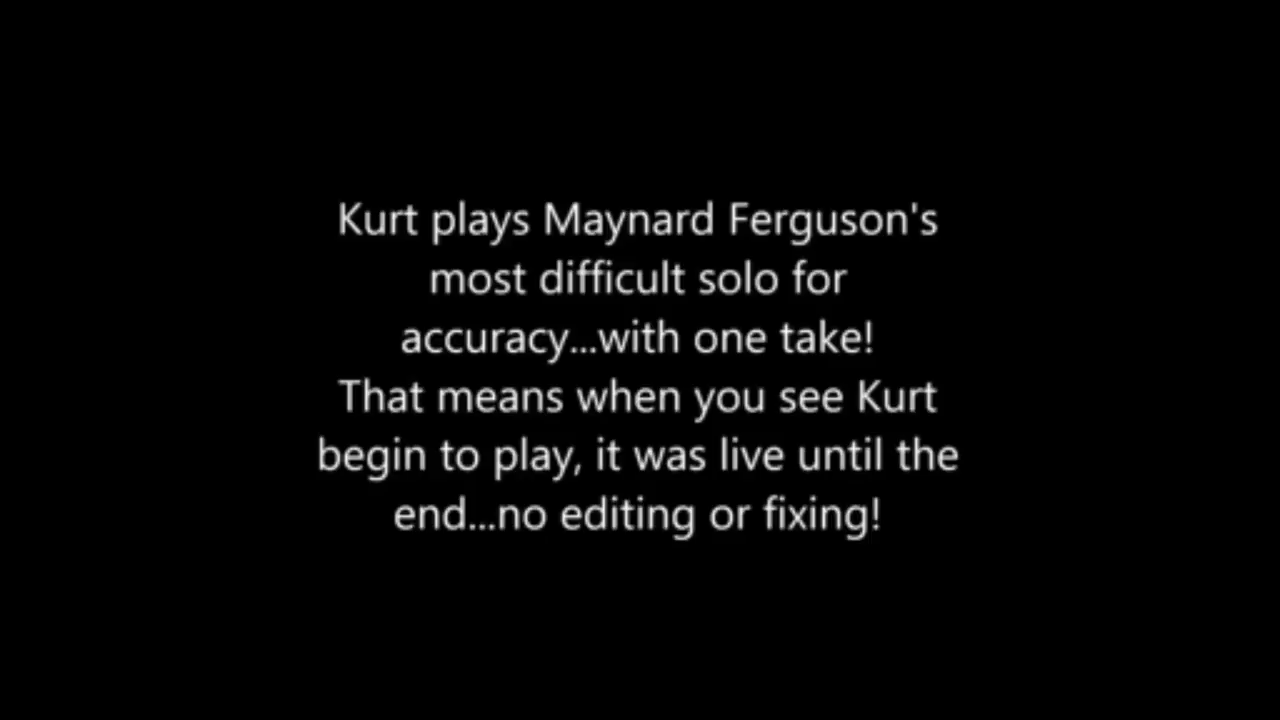 Kurt plays Maynard Ferguson's
most difficult solo for
accuracy...with one take!
That means when you see Kurt
begin to play, it was live until the
end...no editing or fixing!